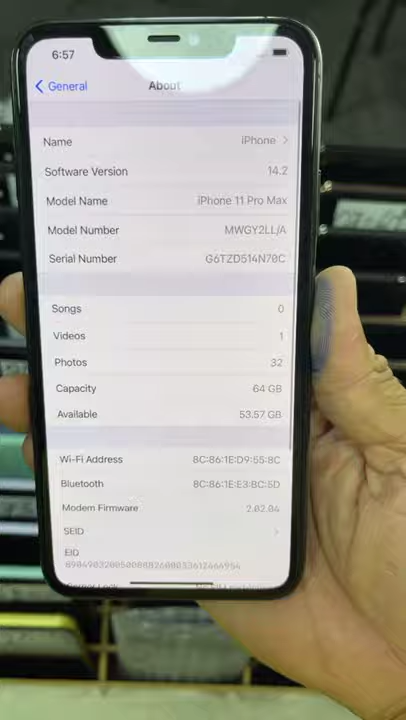 6:57
General About
Name iPhone
Software Version 14.2
Model Name iPhone 11 Pro Max
Model Number MWGY2LL/A
Serial Number G6TZD514N70C
Songs 0
Videos 1
Photos 32
Capacity 64 GB
Available 53.57 GB
Wi-Fi Address 8C:86:1E:D9:55:8C
Bluetooth 8C:86:1E:E3:8C:5D
Modem Firmware 2.02.04
SEID
EID